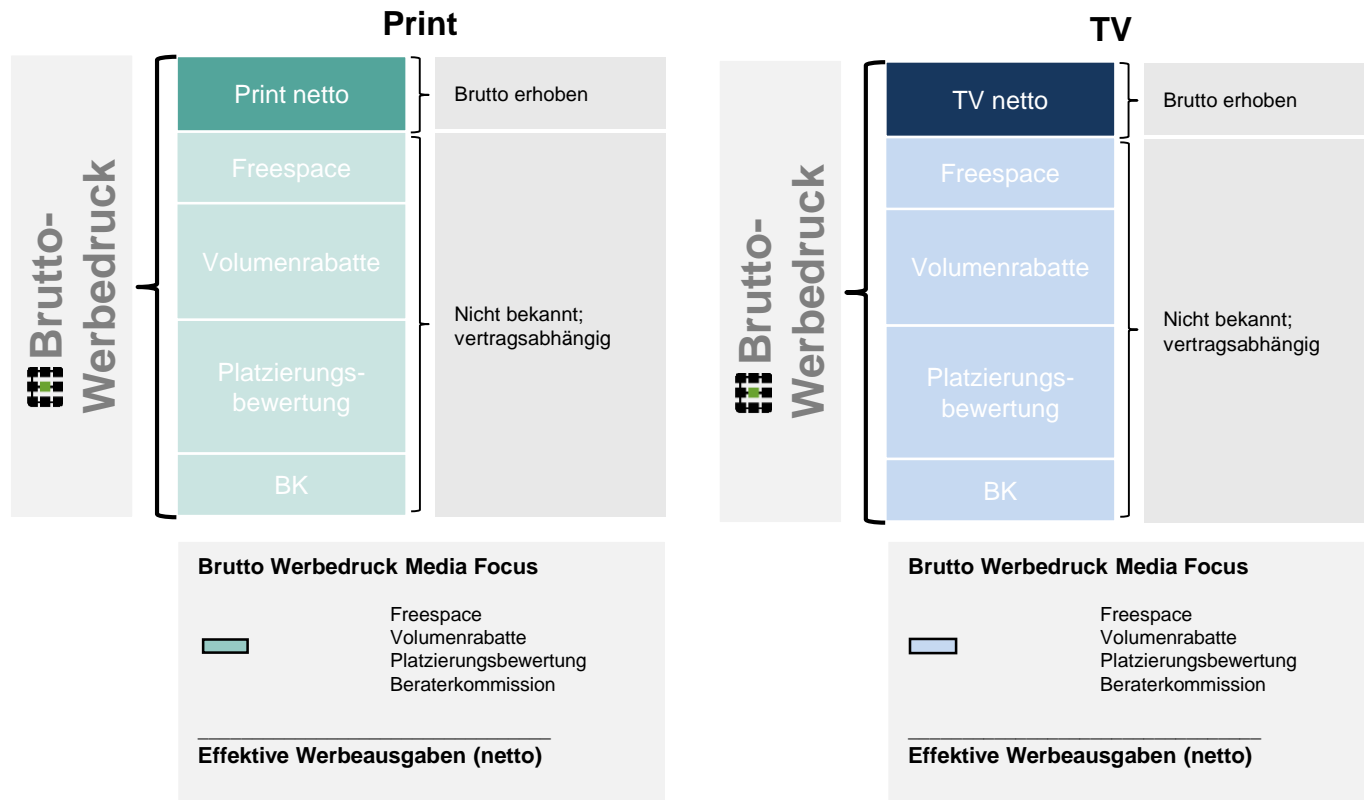 Print
Brutto-
Werbedruck
Print netto
Brutto erhoben
Freespace
Volumenrabatte
Platzierungs-
bewertung
BK
Nicht bekannt;
vertragsabhängig
Brutto Werbedruck Media Focus
Freespace
Volumenrabatte
Platzierungsbewertung
Beraterkommission
Effektive Werbeausgaben (netto)
TV
Brutto-
Werbedruck
TV netto
Brutto erhoben
Freespace
Volumenrabatte
Platzierungs-
bewertung
BK
Nicht bekannt;
vertragsabhängig
Brutto Werbedruck Media Focus
Freespace
Volumenrabatte
Platzierungsbewertung
Beraterkommission
Effektive Werbeausgaben (netto)